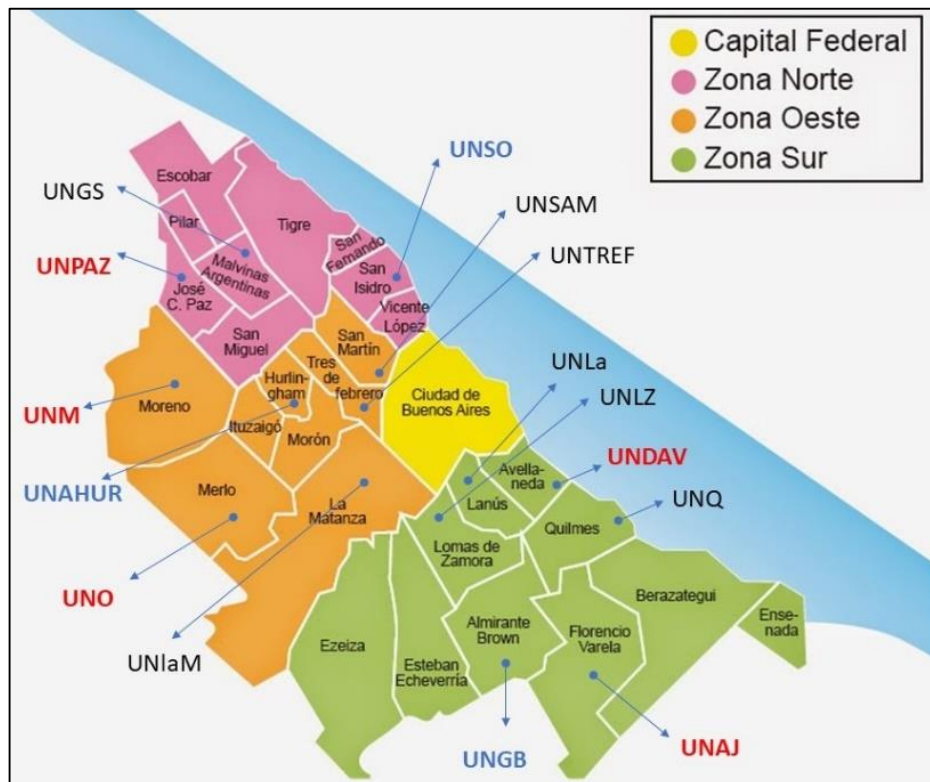 Capital Federal
Zona Norte
Zona Oeste
Zona Sur
UNSO
UNGS
UNSAM
UNPAZ
UNTREF
Escobar
Pilar
Tigre
Malvinas
Argentinas
José
C. Paz
San
Fernando
San
Isidro
Vicente
López
San
Miguel
San
Martín
Tres
de
febrero
Hurlin-
gham
Ituzaigó
Morón
Moreno
Merlo
La
Matanza
Ciudad de
Buenos Aires
UNM
UNAHUR
UNO
UNlaM
UNLa
UNLZ
UNDAV
UNQ
Avella-
neda
Lanús
Quilmes
Lomas de
Zamora
Almirante
Brown
Florencio
Varela
Berazategui
Ense-
nada
Ezeiza
Esteban
Echeverría
UNGB
UNAJ